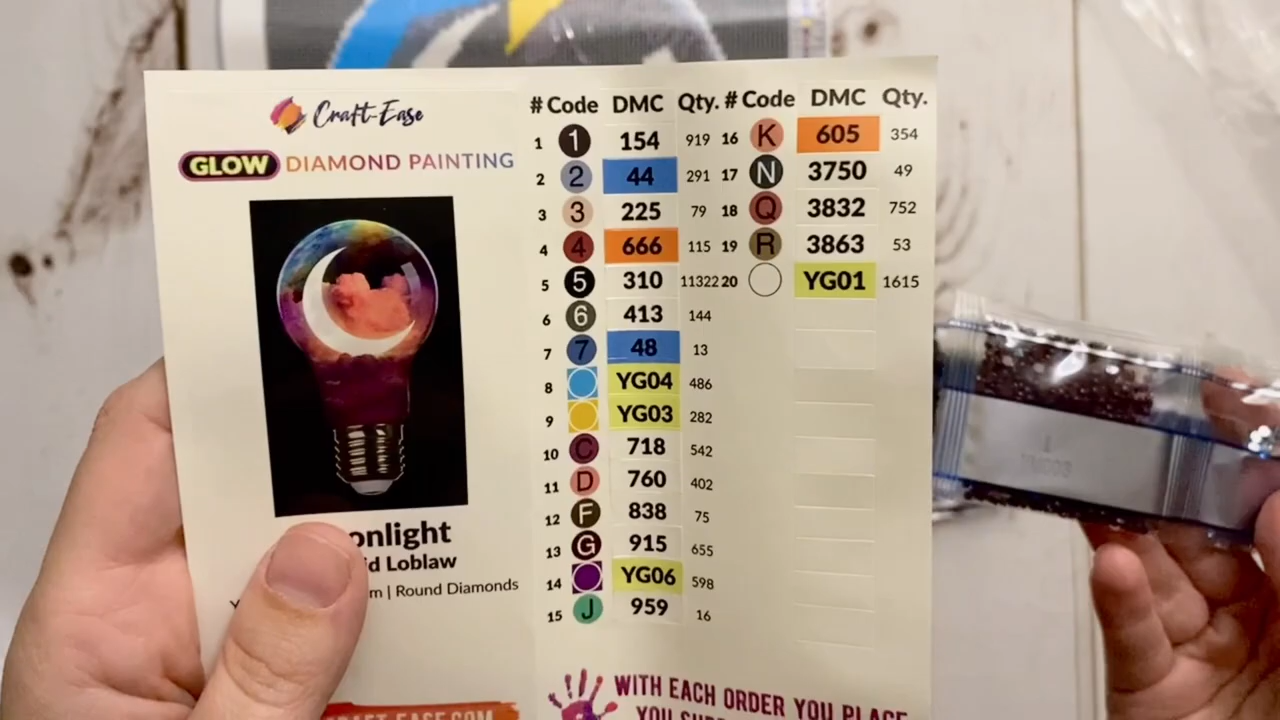 Craft-Ease
GLOW DIAMOND PAINTING
onlight
id Loblaw
m | Round Diamonds
CRAFT-EASE.COM
# Code DMC Qty.
1 1 154 919
2 2 44 291
3 3 225 79
4 4 666 115
5 5 310 11322
6 6 413 144
7 7 48 13
8 YG04 486
9 YG03 282
10 C 718 542
11 D 760 402
12 F 838 75
13 G 915 655
14 YG06 598
15 J 959 16
# Code DMC Qty.
16 K 605 354
17 N 3750 49
18 Q 3832 752
19 R 3863 53
20 YG01 1615
WITH EACH ORDER YOU PLACE